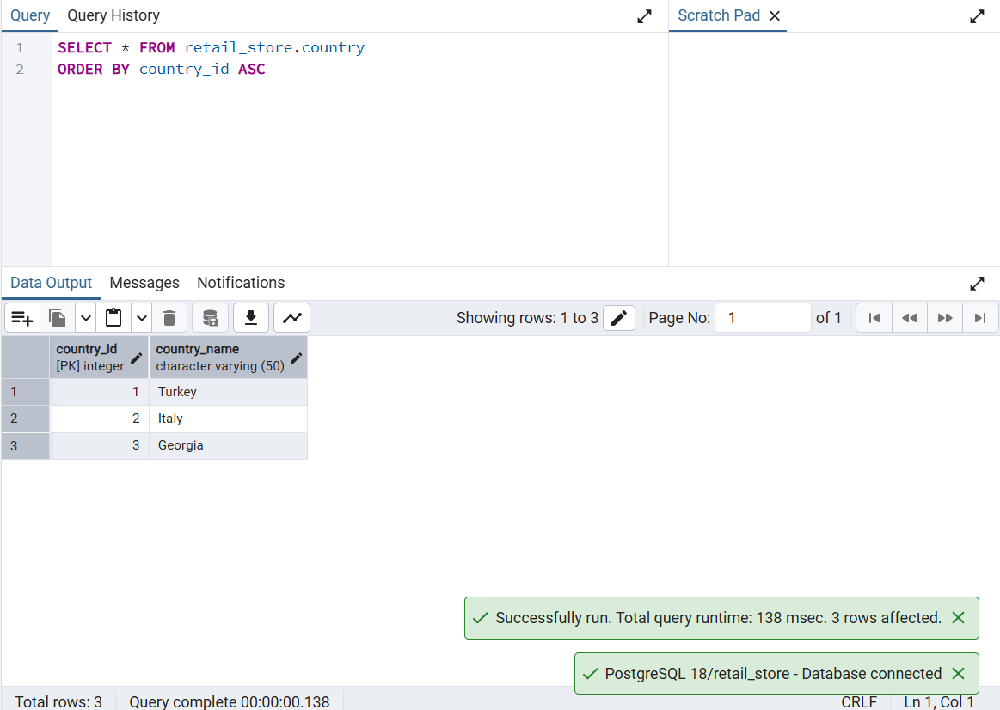 Query Query History Scratch Pad
1 SELECT * FROM retail_store.country
2 ORDER BY country_id ASC
Data Output Messages Notifications
Showing rows: 1 to 3 Page No: 1 of 1
country_id country_name
[PK] integer character varying (50)
1 1 Turkey
2 2 Italy
3 3 Georgia
Successfully run. Total query runtime: 138 msec. 3 rows affected.
PostgreSQL 18/retail_store - Database connected
Total rows: 3 Query complete 00:00:00.138 CRLF Ln 1, Col 1